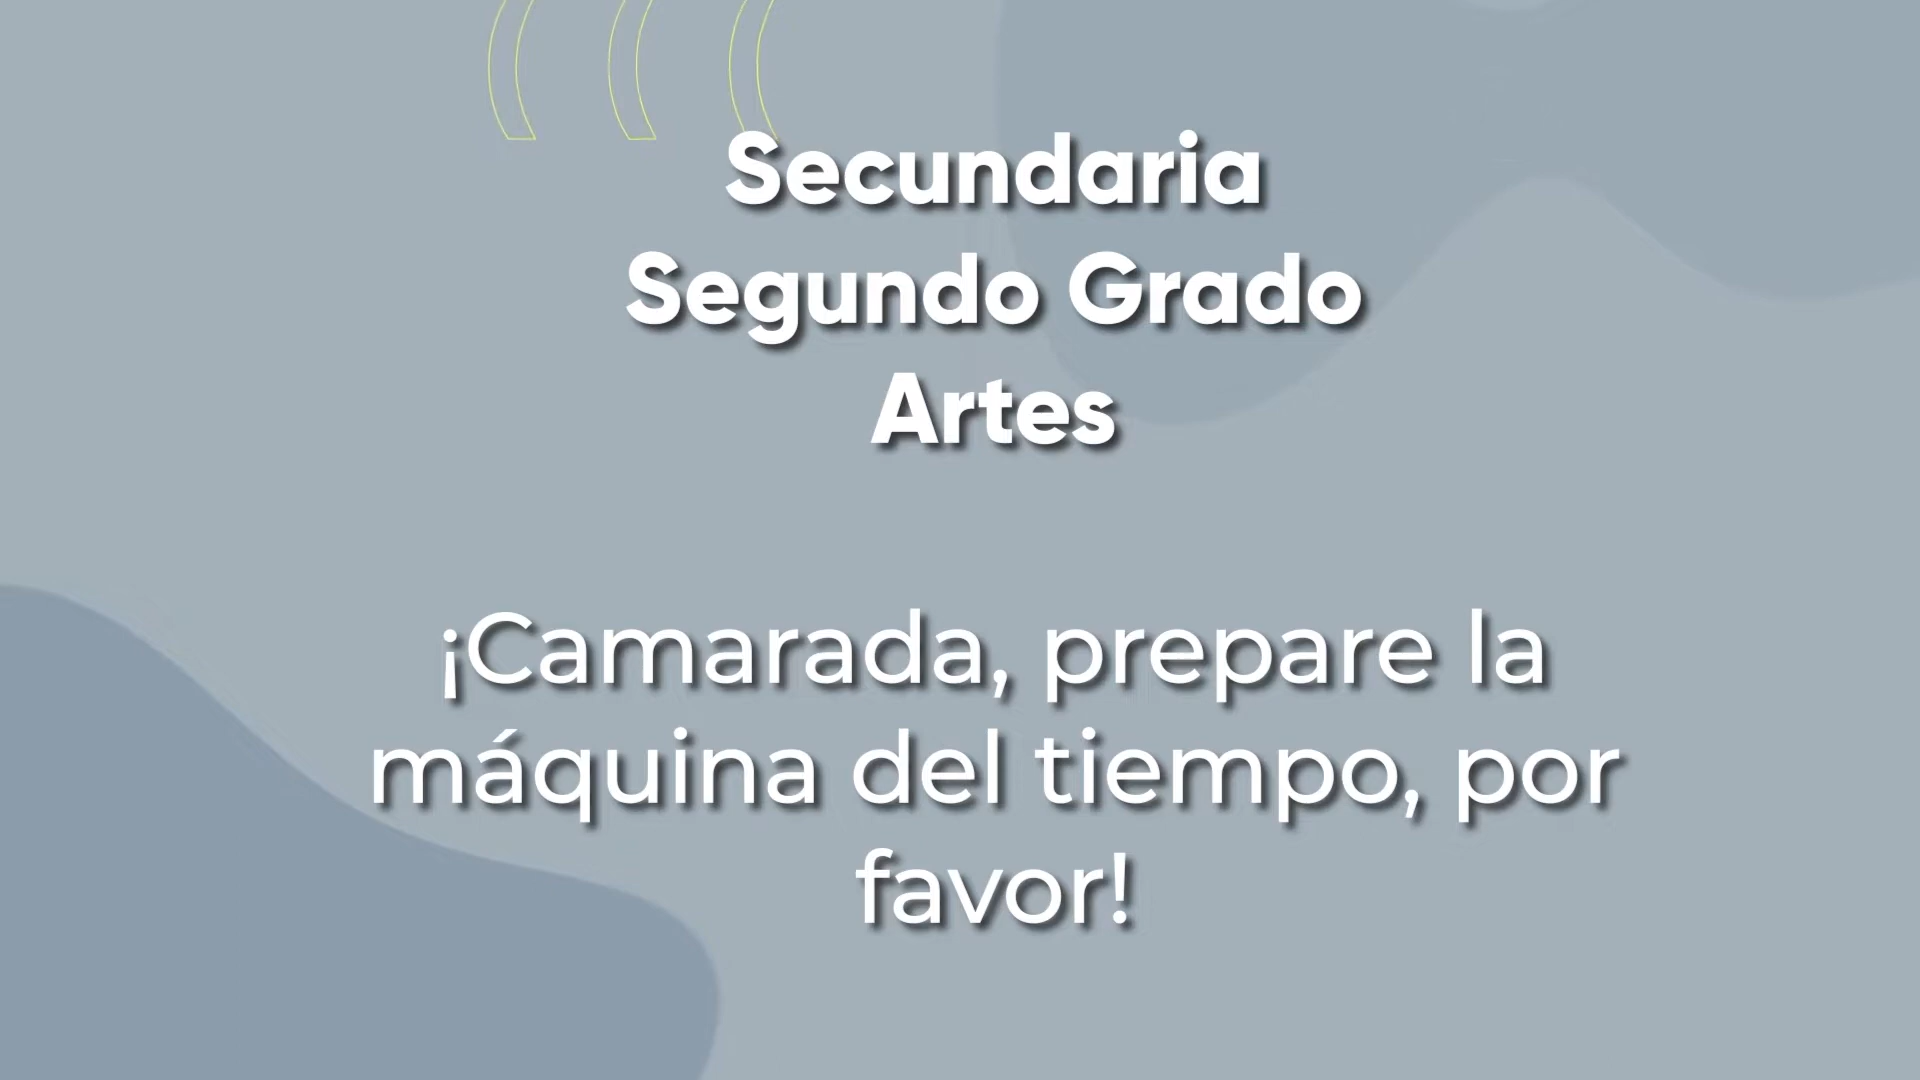 Secundaria
Segundo Grado
Artes
¡Camarada, prepare la
máquina del tiempo, por
favor!